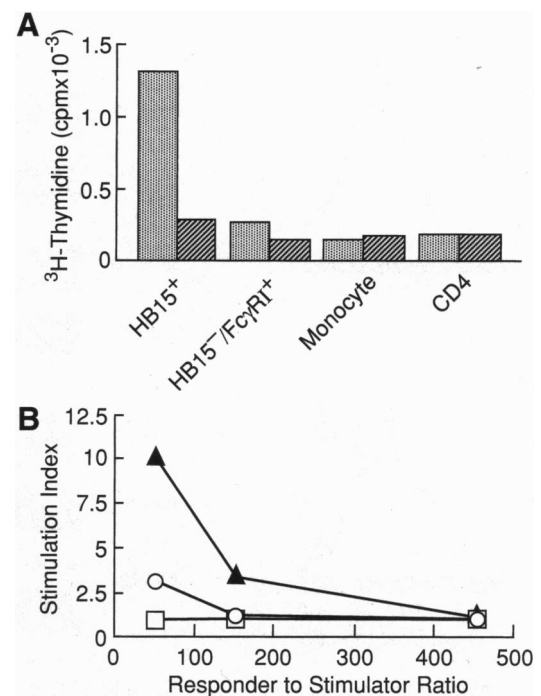 A
³H-Thymidine (cpmx10⁻³)
1.5
1.0
0.5
0
HB15⁺
HB15⁻/FcγRI⁺
Monocyte
CD4
B
Stimulation Index
12.5
10
7.5
5
2.5
0
0 100 200 300 400 500
Responder to Stimulator Ratio